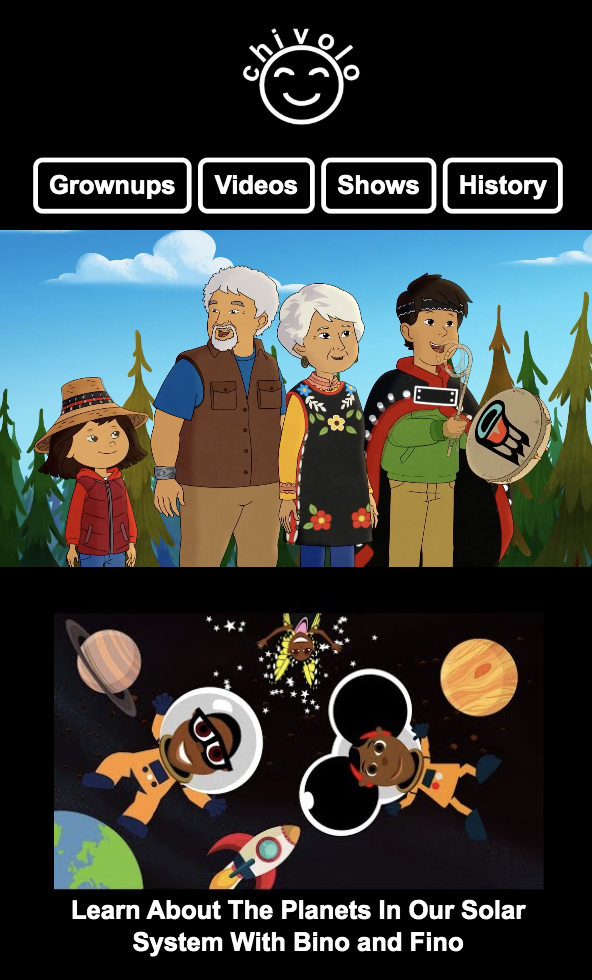 chivolo
Grownups
Videos
Shows
History
Learn About The Planets In Our Solar
System With Bino and Fino